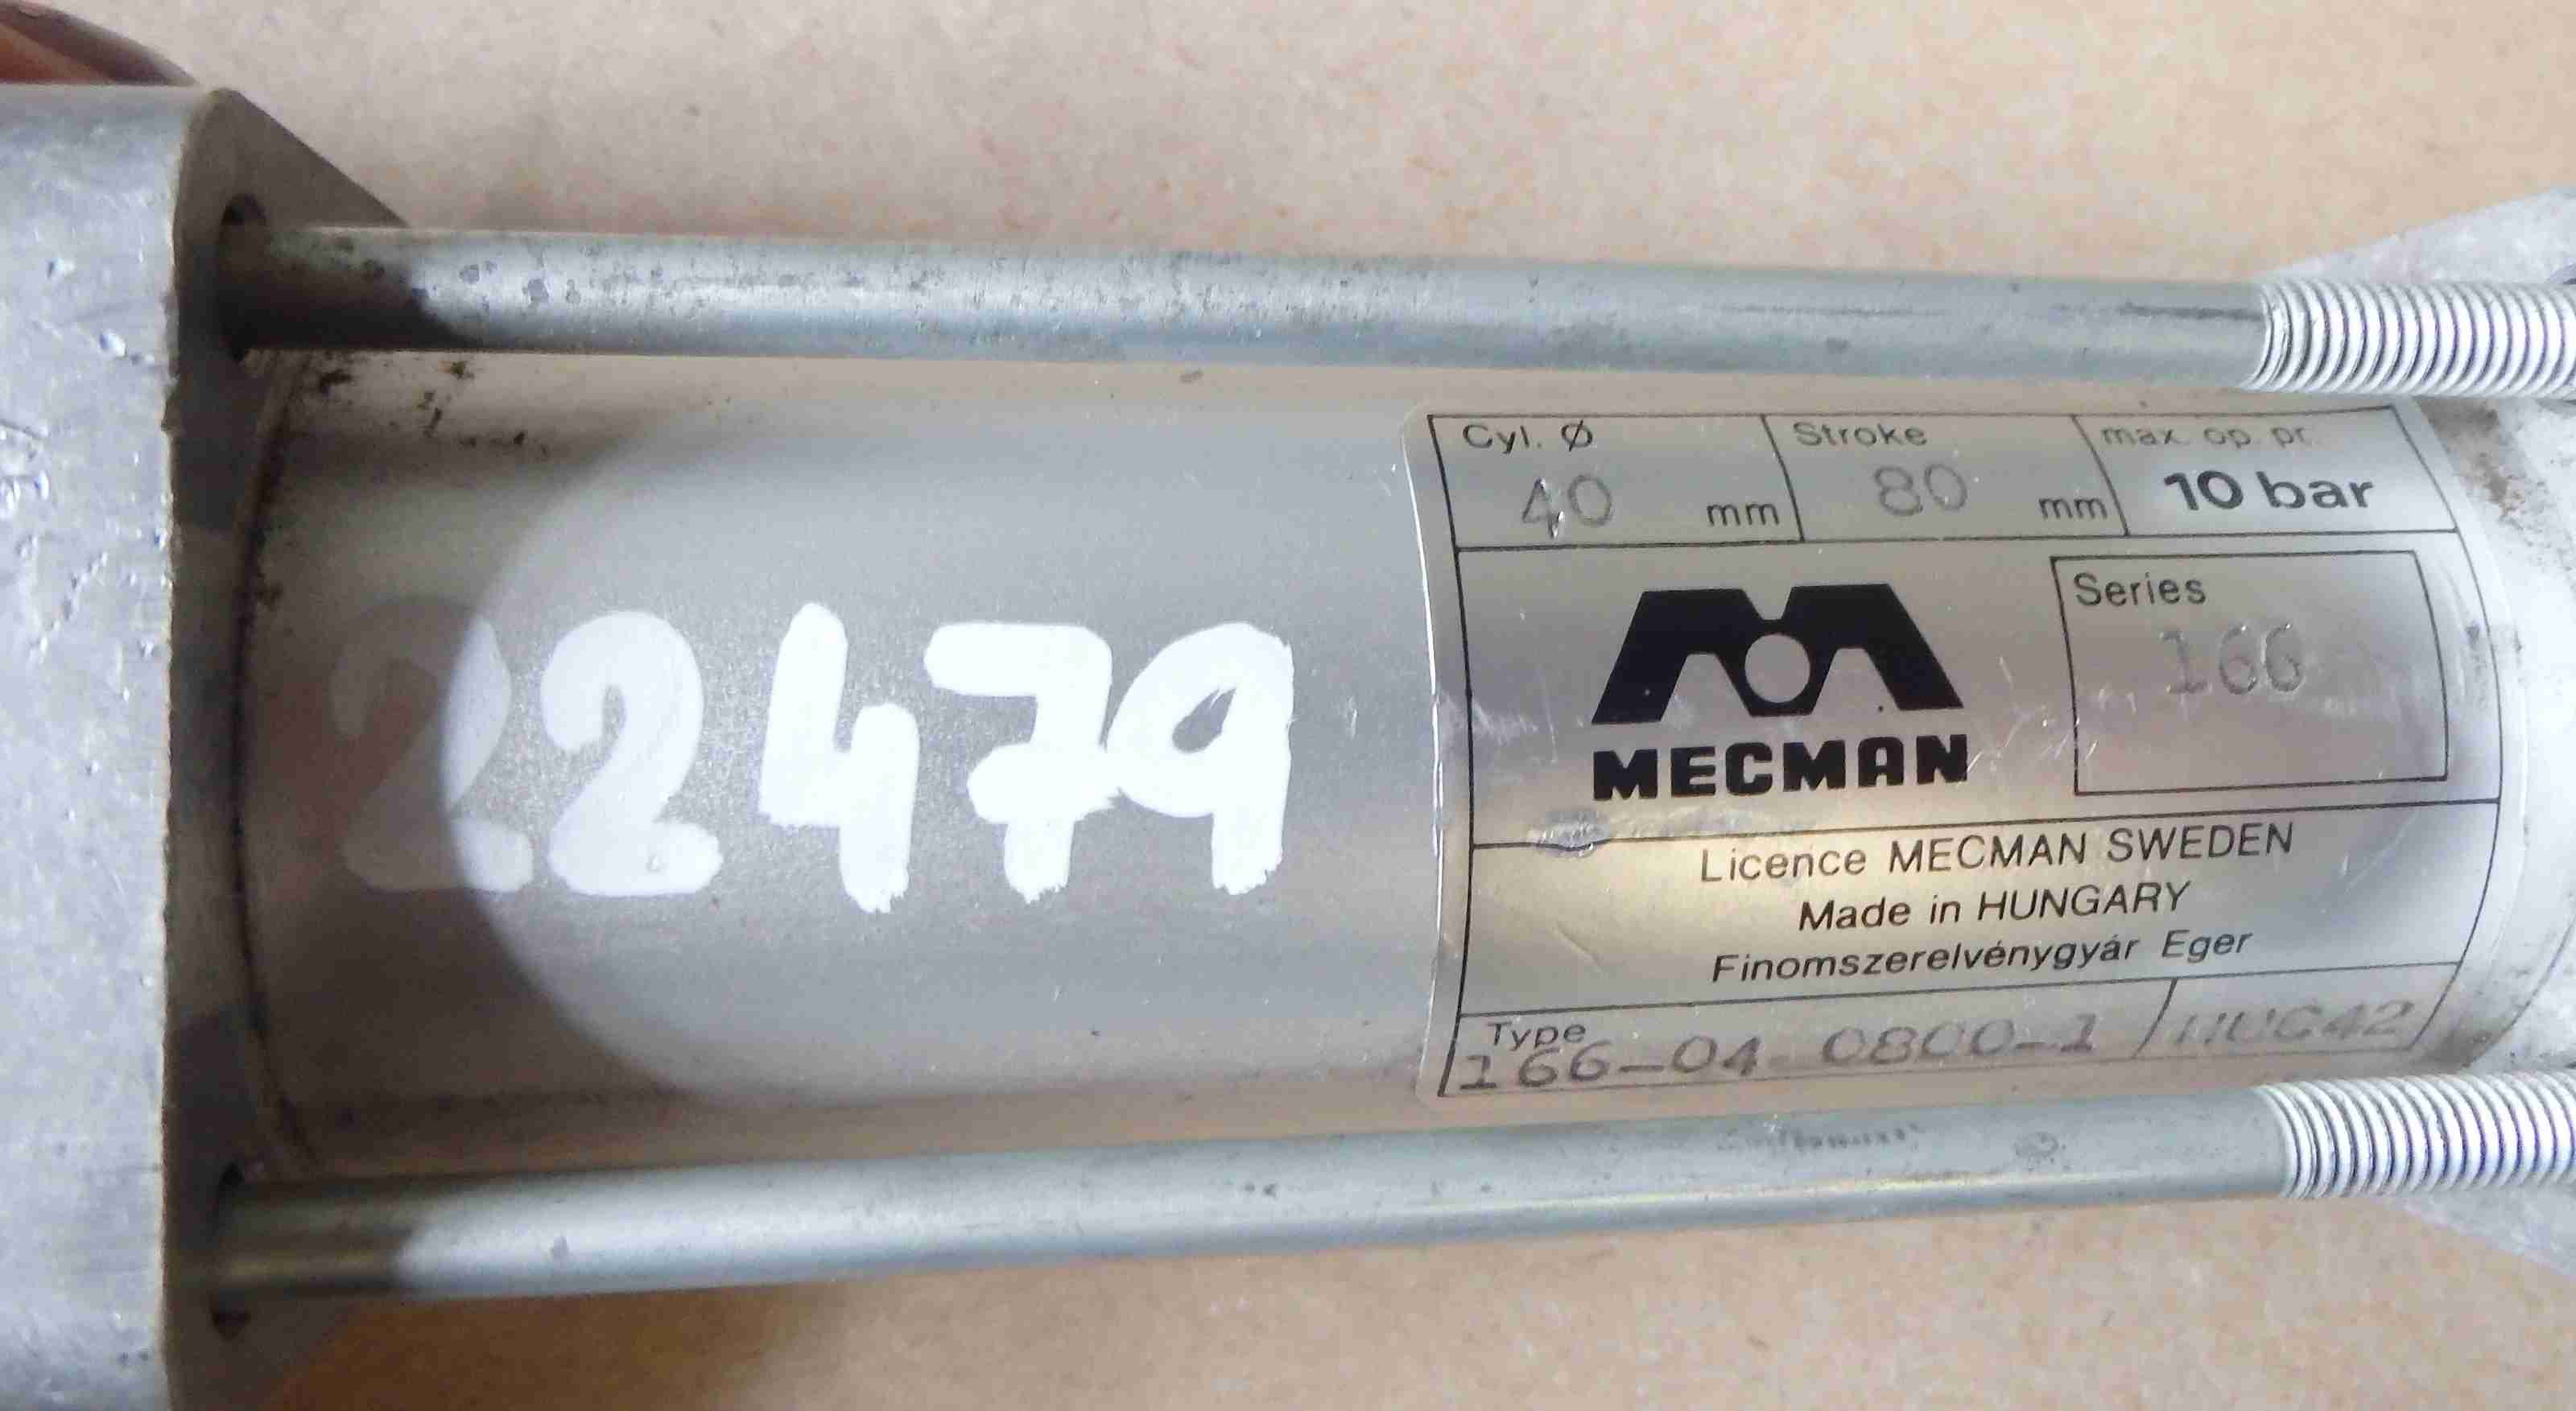 22479
Cyl. Ø Stroke max. op. pr.
40 mm 80 mm 10 bar
Series
166
MECMAN
Licence MECMAN SWEDEN
Made in HUNGARY
Finomszerelvénygyár Eger
Type
166-04-0800-1